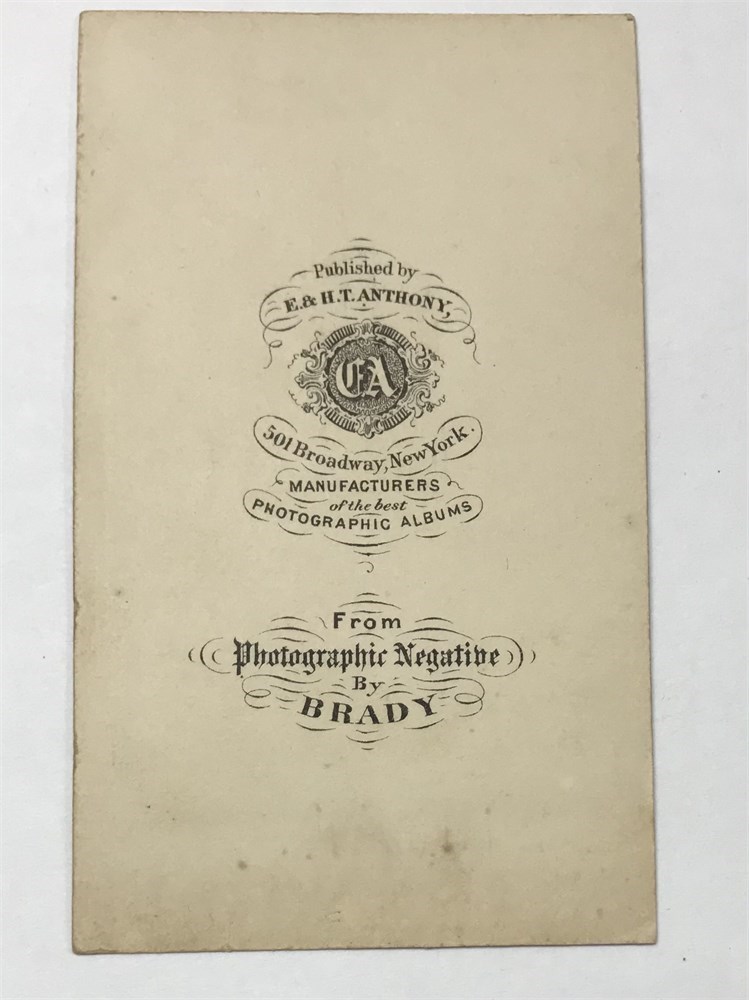 Published by
E. & H. T. ANTHONY,
EA
501 Broadway, New York.
MANUFACTURERS
of the best
PHOTOGRAPHIC ALBUMS
From
Photographic Negative
By
BRADY